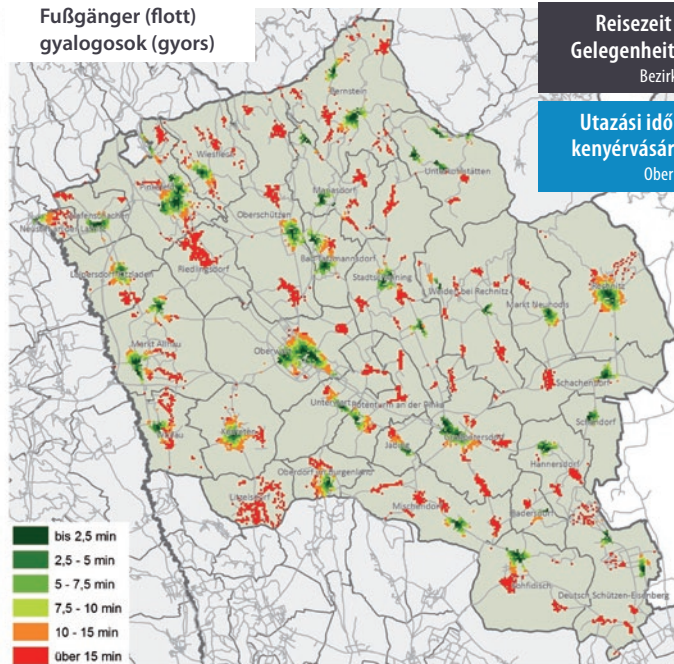 Fußgänger (flott)
gyalogosok (gyors)
Reisezeit
Gelegenheit
Bezirk
Utazási idő
kenyérvásár
Ober
Bernstein
Wiesfleck
Unterkohlstätten
Mariasdorf
Oberschützen
Riedlingsdorf
Bad Tatzmannsdorf
Stadtschlaining
Weiden bei Rechnitz
Markt Neuhodis
Rechnitz
Markt Allhau
Schachendorf
Unterwart
Rotenturm an der Pinka
Schandorf
Jabing
Hannersdorf
Oberdorf im Burgenland
Litzelsdorf
Mischendorf
Badersdorf
Kohfidisch
Deutsch Schützen-Eisenberg
bis 2,5 min
2,5 - 5 min
5 - 7,5 min
7,5 - 10 min
10 - 15 min
über 15 min